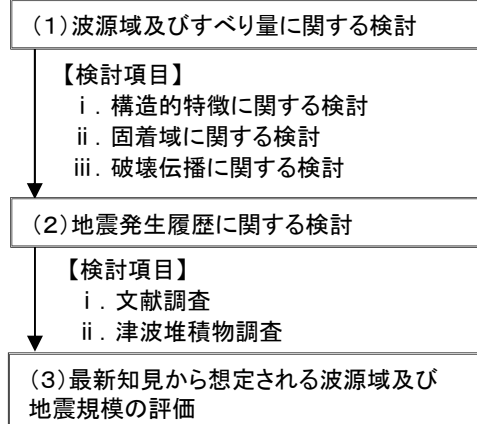 (1)波源域及びすべり量に関する検討
【検討項目】
ⅰ．構造的特徴に関する検討
ⅱ．固着域に関する検討
ⅲ．破壊伝播に関する検討
(2)地震発生履歴に関する検討
【検討項目】
ⅰ．文献調査
ⅱ．津波堆積物調査
(3)最新知見から想定される波源域及び
地震規模の評価